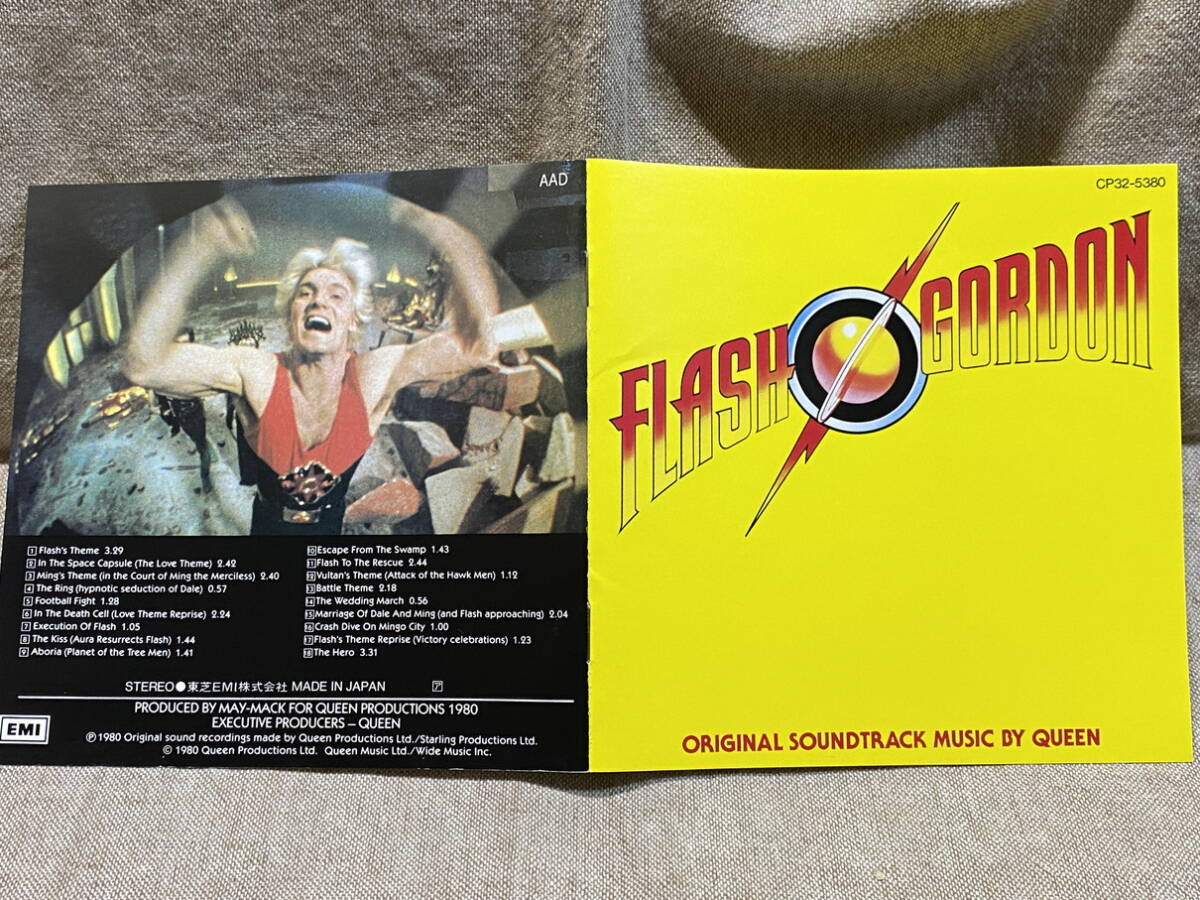 AAD
1 Flash's Theme 3.29
2 In The Space Capsule (The Love Theme) 2.42
3 Ming's Theme (in the Court of Ming the Merciless) 2.40
4 The Ring (hypnotic seduction of Dale) 0.57
5 Football Fight 1.28
6 In The Death Cell (Love Theme Reprise) 2.24
7 Execution Of Flash 1.05
8 The Kiss (Aura Resurrects Flash) 1.44
9 Aboria (Planet of the Tree Men) 1.41
10 Escape From The Swamp 1.43
11 Flash To The Rescue 2.44
12 Vultan's Theme (Attack of the Hawk Men) 1.12
13 Battle Theme 2.18
14 The Wedding March 0.56
15 Marriage Of Dale And Ming (and Flash approaching) 2.04
16 Crash Dive On Mingo City 1.00
17 Flash's Theme Reprise (Victory celebrations) 1.23
18 The Hero 3.31
STEREO●東芝EMI株式会社 MADE IN JAPAN ア
PRODUCED BY MAY-MACK FOR QUEEN PRODUCTIONS 1980
EXECUTIVE PRODUCERS – QUEEN
EMI
℗ 1980 Original sound recordings made by Queen Productions Ltd./Starling Productions Ltd.
© 1980 Queen Productions Ltd. Queen Music Ltd./Wide Music Inc.
CP32-5380
FLASH GORDON
ORIGINAL SOUNDTRACK MUSIC BY QUEEN